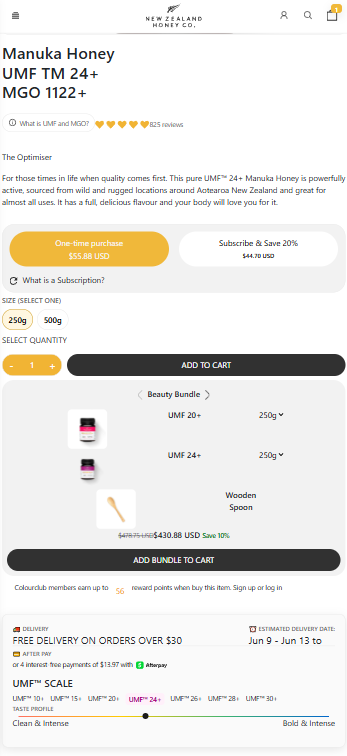 1
NEW ZEALAND
HONEY CO.
Manuka Honey
UMF TM 24+
MGO 1122+
What is UMF and MGO?
825 reviews
The Optimiser
For those times in life when quality comes first. This pure UMF™ 24+ Manuka Honey is powerfully
active, sourced from wild and rugged locations around Aotearoa New Zealand and great for
almost all uses. It has a full, delicious flavour and your body will love you for it.
One-time purchase
$55.88 USD
Subscribe & Save 20%
$44.70 USD
What is a Subscription?
SIZE (SELECT ONE)
250g 500g
SELECT QUANTITY
- 1 + ADD TO CART
Beauty Bundle
UMF 20+ 250g
UMF 24+ 250g
Wooden
Spoon
$478.75 USD $430.88 USD Save 10%
ADD BUNDLE TO CART
Colourclub members earn up to 56 reward points when buy this item. Sign up or log in
DELIVERY
FREE DELIVERY ON ORDERS OVER $30
ESTIMATED DELIVERY DATE:
Jun 9 - Jun 13 to
AFTER PAY
or 4 interest-free payments of $13.97 with Afterpay
UMF™ SCALE
UMF™ 10+ UMF™ 15+ UMF™ 20+ UMF™ 24+ UMF™ 26+ UMF™ 28+ UMF™ 30+
TASTE PROFILE
Clean & Intense Bold & Intense